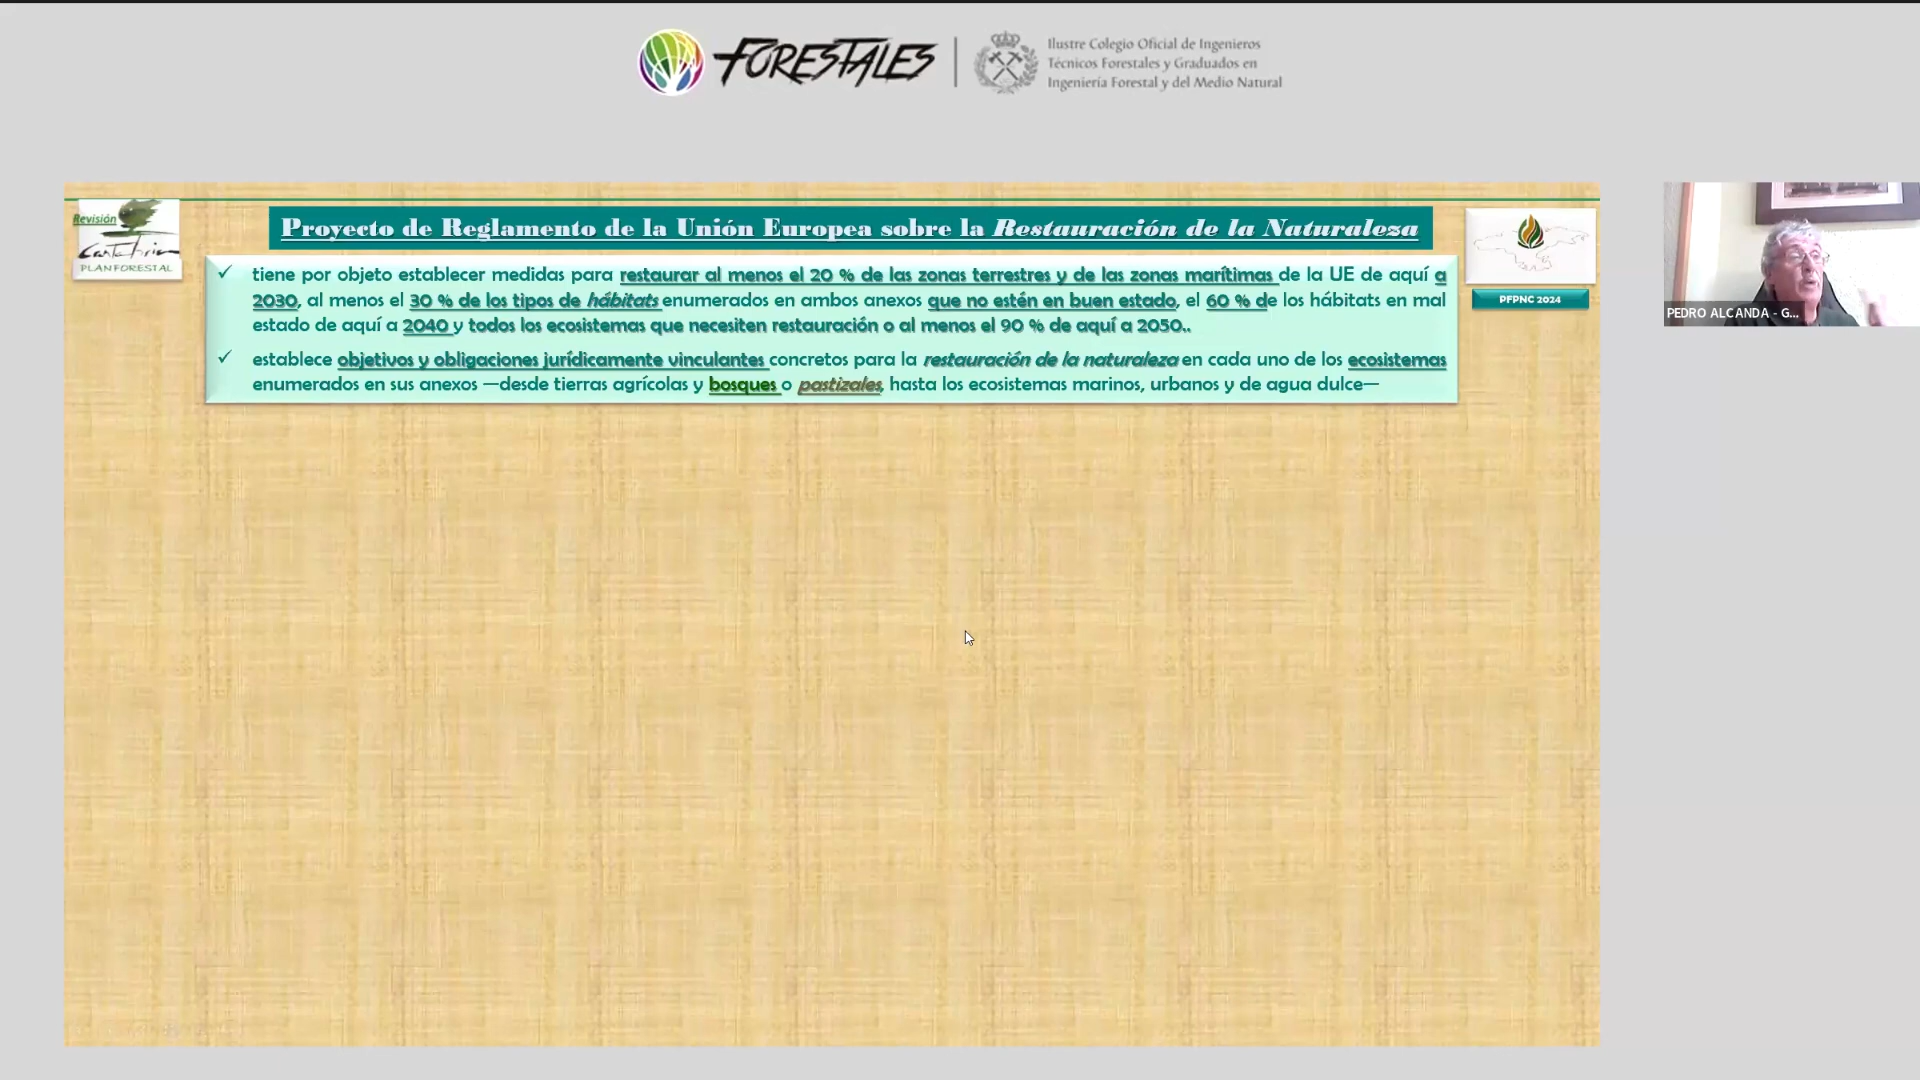 FORESTALES
Ilustre Colegio Oficial de Ingenieros
Técnicos Forestales y Graduados en
Ingeniería Forestal y del Medio Natural
Revisión
Cantabria
PLAN FORESTAL
Proyecto de Reglamento de la Unión Europea sobre la Restauración de la Naturaleza
PFPNC 2024
PEDRO ALCANDA - G...
✓ tiene por objeto establecer medidas para restaurar al menos el 20 % de las zonas terrestres y de las zonas marítimas de la UE de aquí a
2030, al menos el 30 % de los tipos de hábitats enumerados en ambos anexos que no estén en buen estado, el 60 % de los hábitats en mal
estado de aquí a 2040 y todos los ecosistemas que necesiten restauración o al menos el 90 % de aquí a 2050..
✓ establece objetivos y obligaciones jurídicamente vinculantes concretos para la restauración de la naturaleza en cada uno de los ecosistemas
enumerados en sus anexos —desde tierras agrícolas y bosques o pastizales, hasta los ecosistemas marinos, urbanos y de agua dulce—